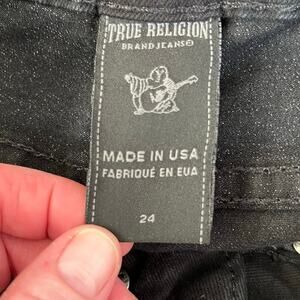 TRUE RELIGION
BRAND JEANS®
MADE IN USA
FABRIQUÉ EN EUA
24